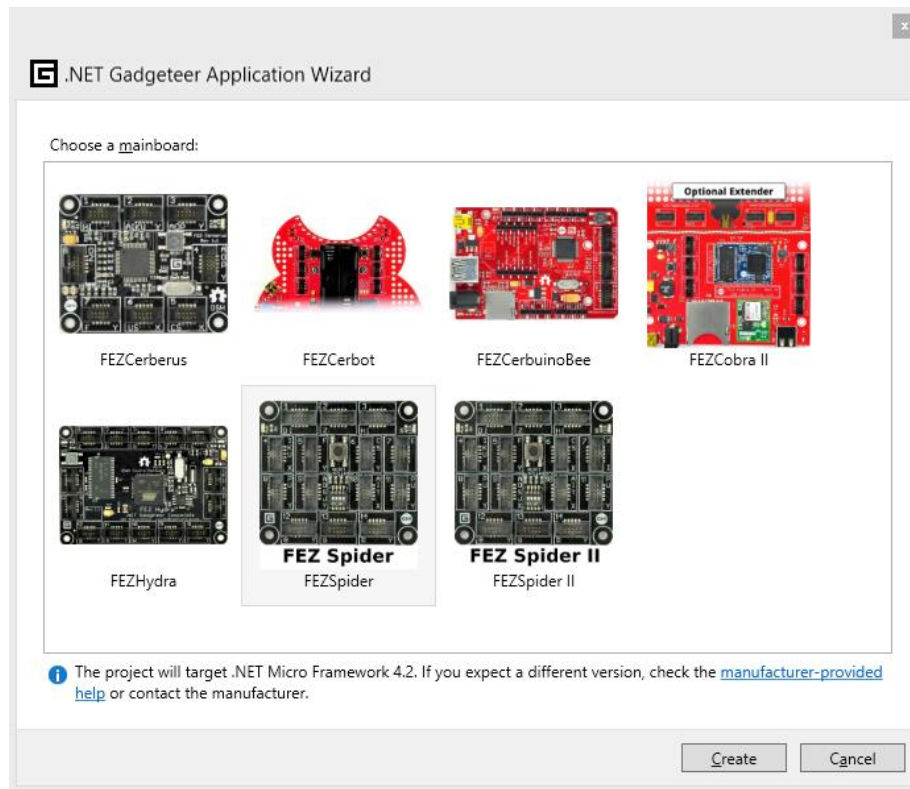 x
G .NET Gadgeteer Application Wizard
Choose a mainboard:
Optional Extender
FEZCerberus
FEZCerbot
FEZCerbuinoBee
FEZCobra II
FEZ Spider
FEZ Spider II
FEZHydra
FEZSpider
FEZSpider II
The project will target .NET Micro Framework 4.2. If you expect a different version, check the manufacturer-provided
help or contact the manufacturer.
Create
Cancel